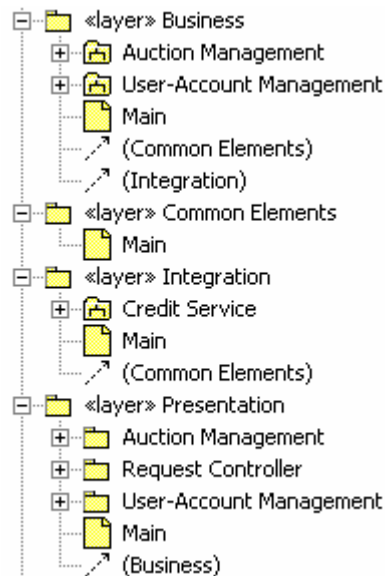 «layer» Business
Auction Management
User-Account Management
Main
(Common Elements)
(Integration)
«layer» Common Elements
Main
«layer» Integration
Credit Service
Main
(Common Elements)
«layer» Presentation
Auction Management
Request Controller
User-Account Management
Main
(Business)